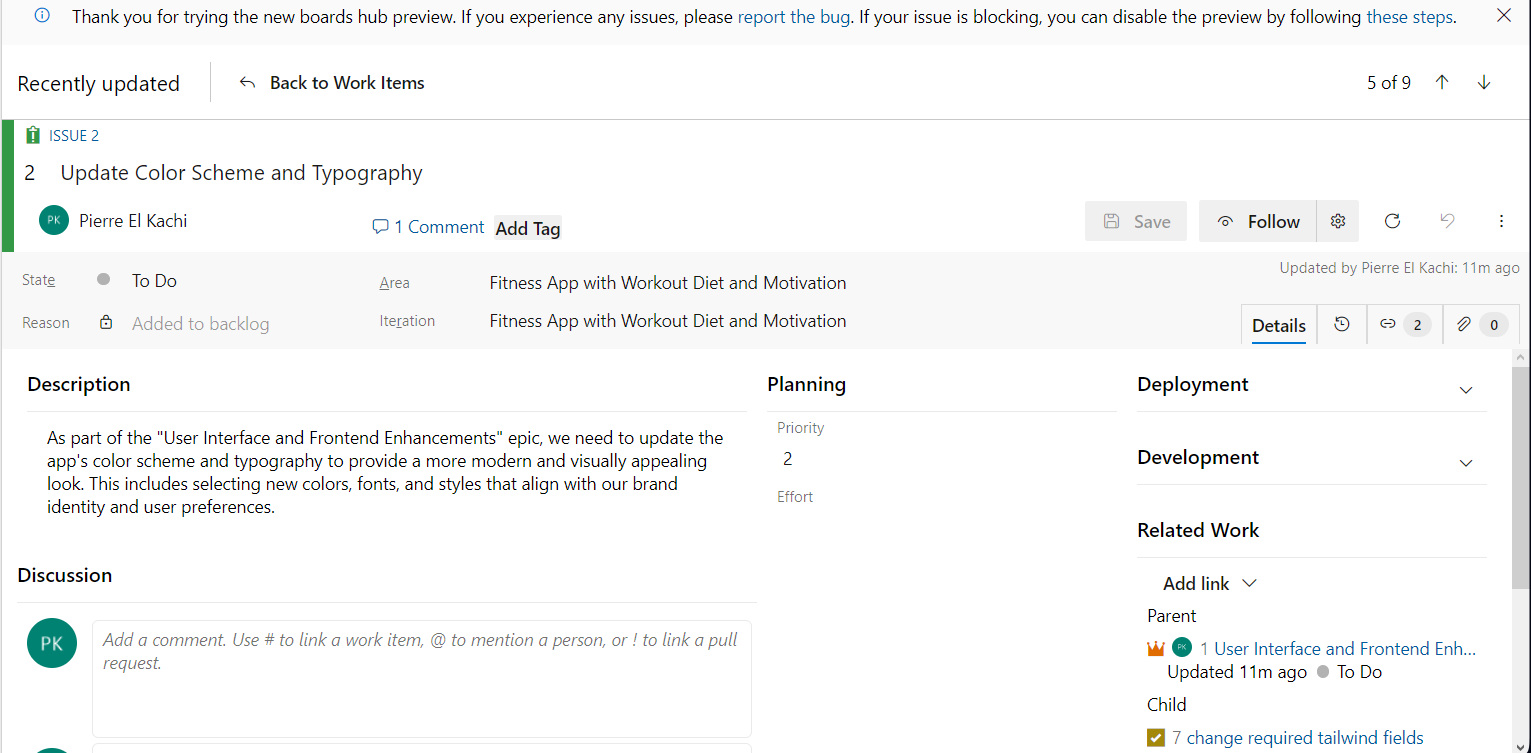 Thank you for trying the new boards hub preview. If you experience any issues, please report the bug. If your issue is blocking, you can disable the preview by following these steps.
Recently updated
Back to Work Items
5 of 9
ISSUE 2
2 Update Color Scheme and Typography
PK Pierre El Kachi
1 Comment
Add Tag
Save
Follow
State
To Do
Area
Fitness App with Workout Diet and Motivation
Updated by Pierre El Kachi: 11m ago
Reason
Added to backlog
Iteration
Fitness App with Workout Diet and Motivation
Details
2
0
Description
As part of the "User Interface and Frontend Enhancements" epic, we need to update the
app's color scheme and typography to provide a more modern and visually appealing
look. This includes selecting new colors, fonts, and styles that align with our brand
identity and user preferences.
Discussion
PK
Add a comment. Use # to link a work item, @ to mention a person, or ! to link a pull
request.
Planning
Priority
2
Effort
Deployment
Development
Related Work
Add link
Parent
PK 1 User Interface and Frontend Enh...
Updated 11m ago To Do
Child
7 change required tailwind fields